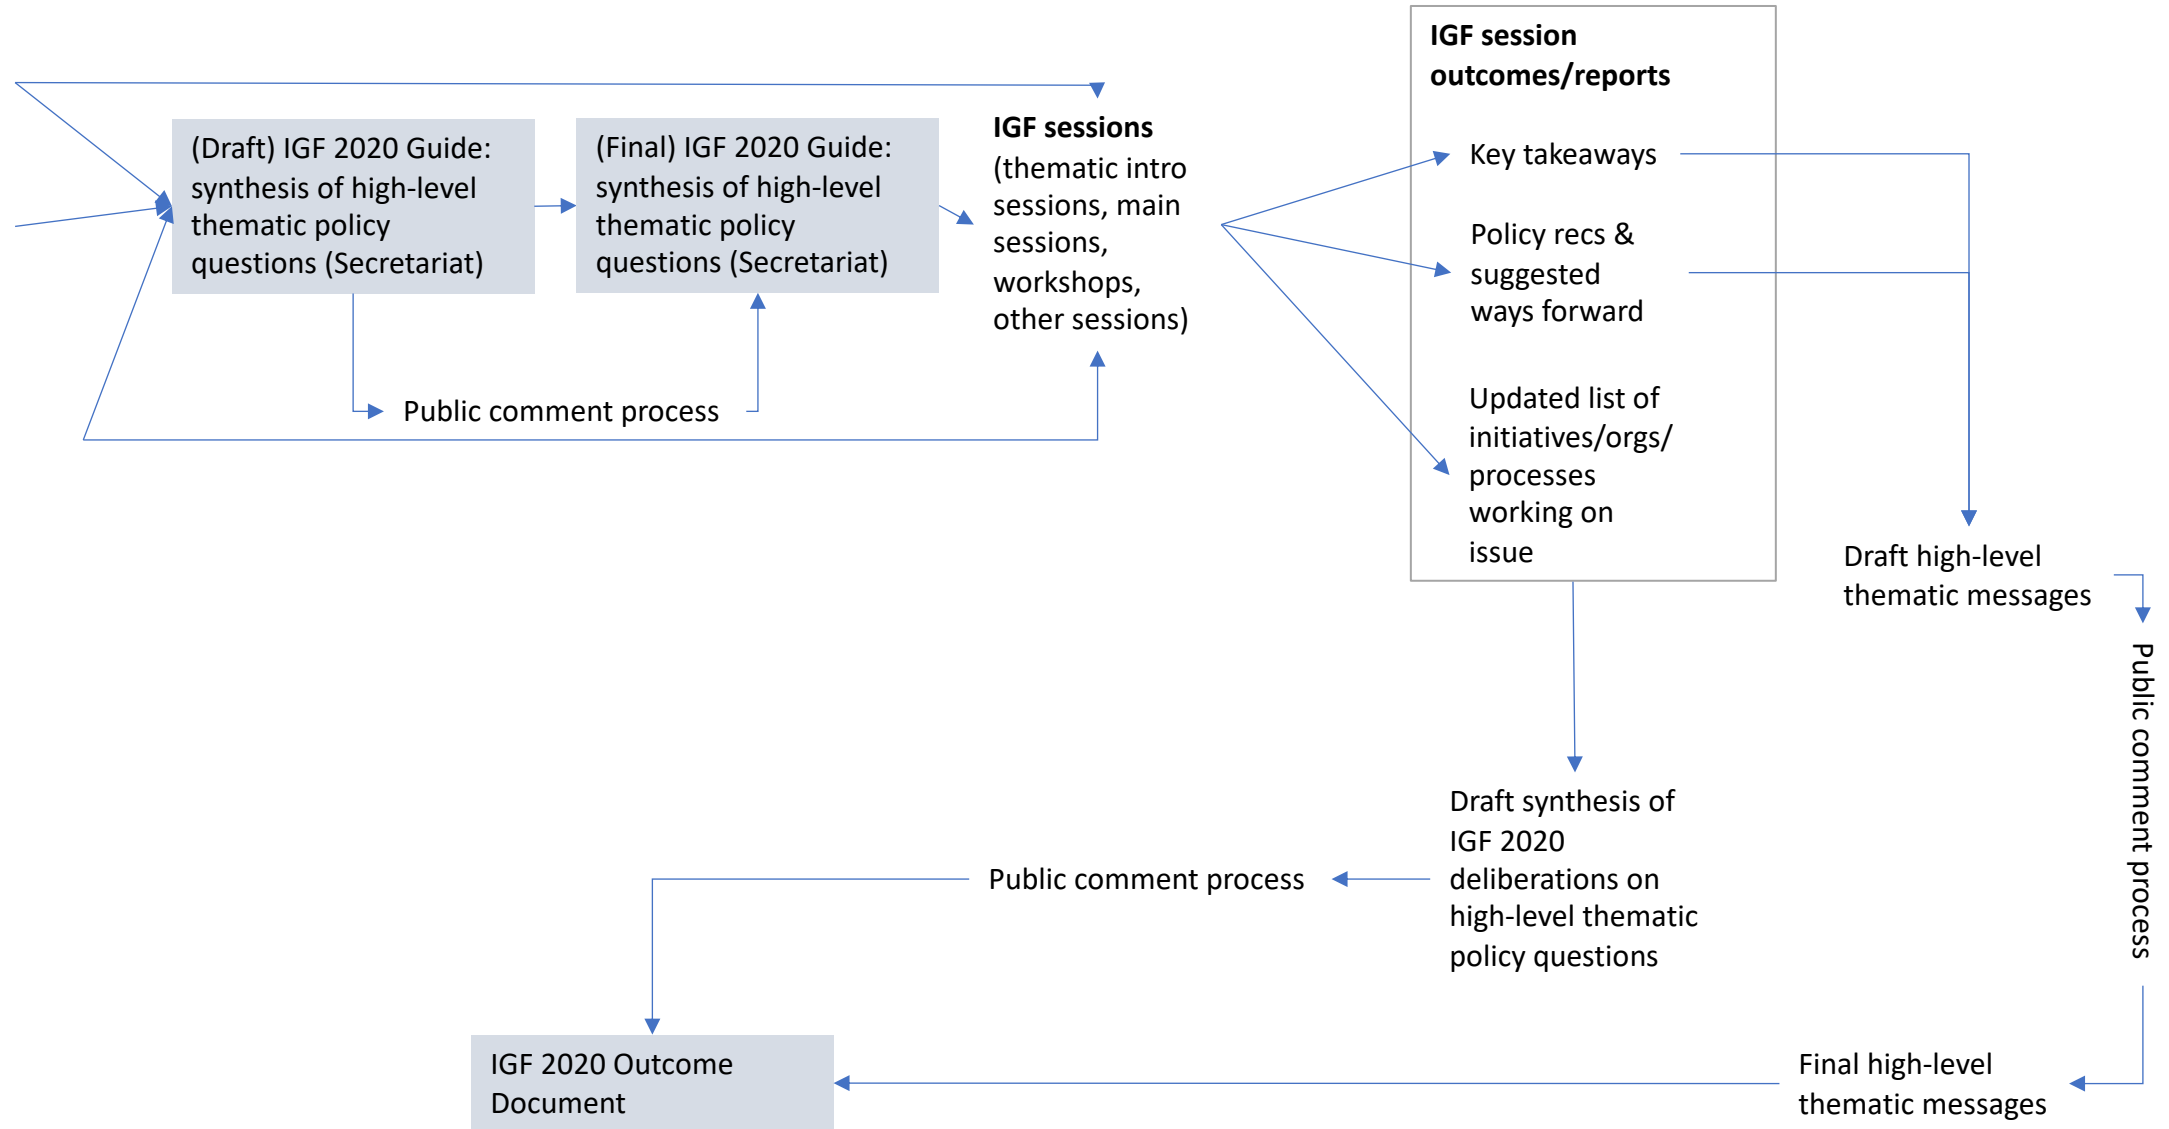 (Draft) IGF 2020 Guide:
synthesis of high-level
thematic policy
questions (Secretariat)
(Final) IGF 2020 Guide:
synthesis of high-level
thematic policy
questions (Secretariat)
Public comment process
IGF sessions
(thematic intro
sessions, main
sessions,
workshops,
other sessions)
IGF session
outcomes/reports
Key takeaways
Policy recs &
suggested
ways forward
Updated list of
initiatives/orgs/
processes
working on
issue
Draft high-level
thematic messages
Public comment process
Draft synthesis of
IGF 2020
deliberations on
high-level thematic
policy questions
Public comment process
IGF 2020 Outcome
Document
Final high-level
thematic messages